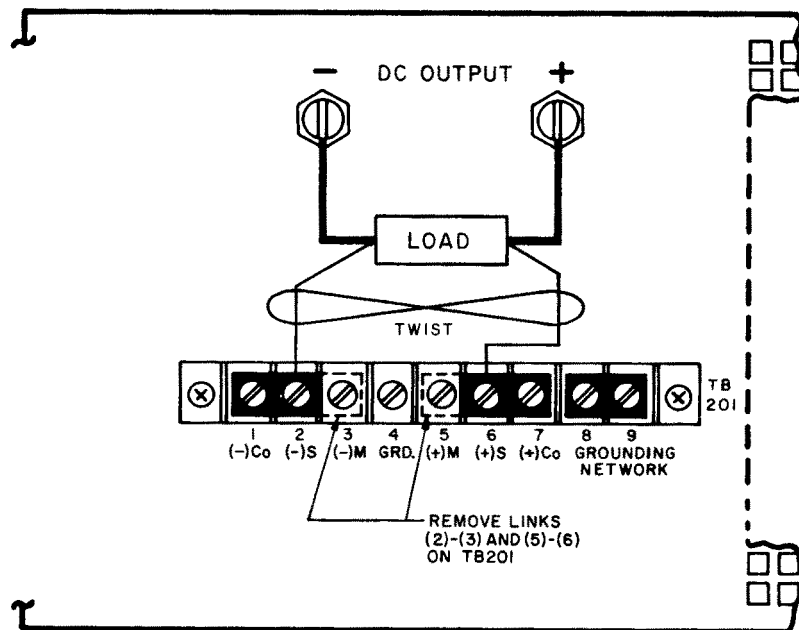 − DC OUTPUT +
LOAD
TWIST
TB
201
1 2 3 4 5 6 7 8 9
(−)Co (−)S (−)M GRD. (+)M (+)S (+)Co GROUNDING
NETWORK
REMOVE LINKS
(2)-(3) AND (5)-(6)
ON TB201